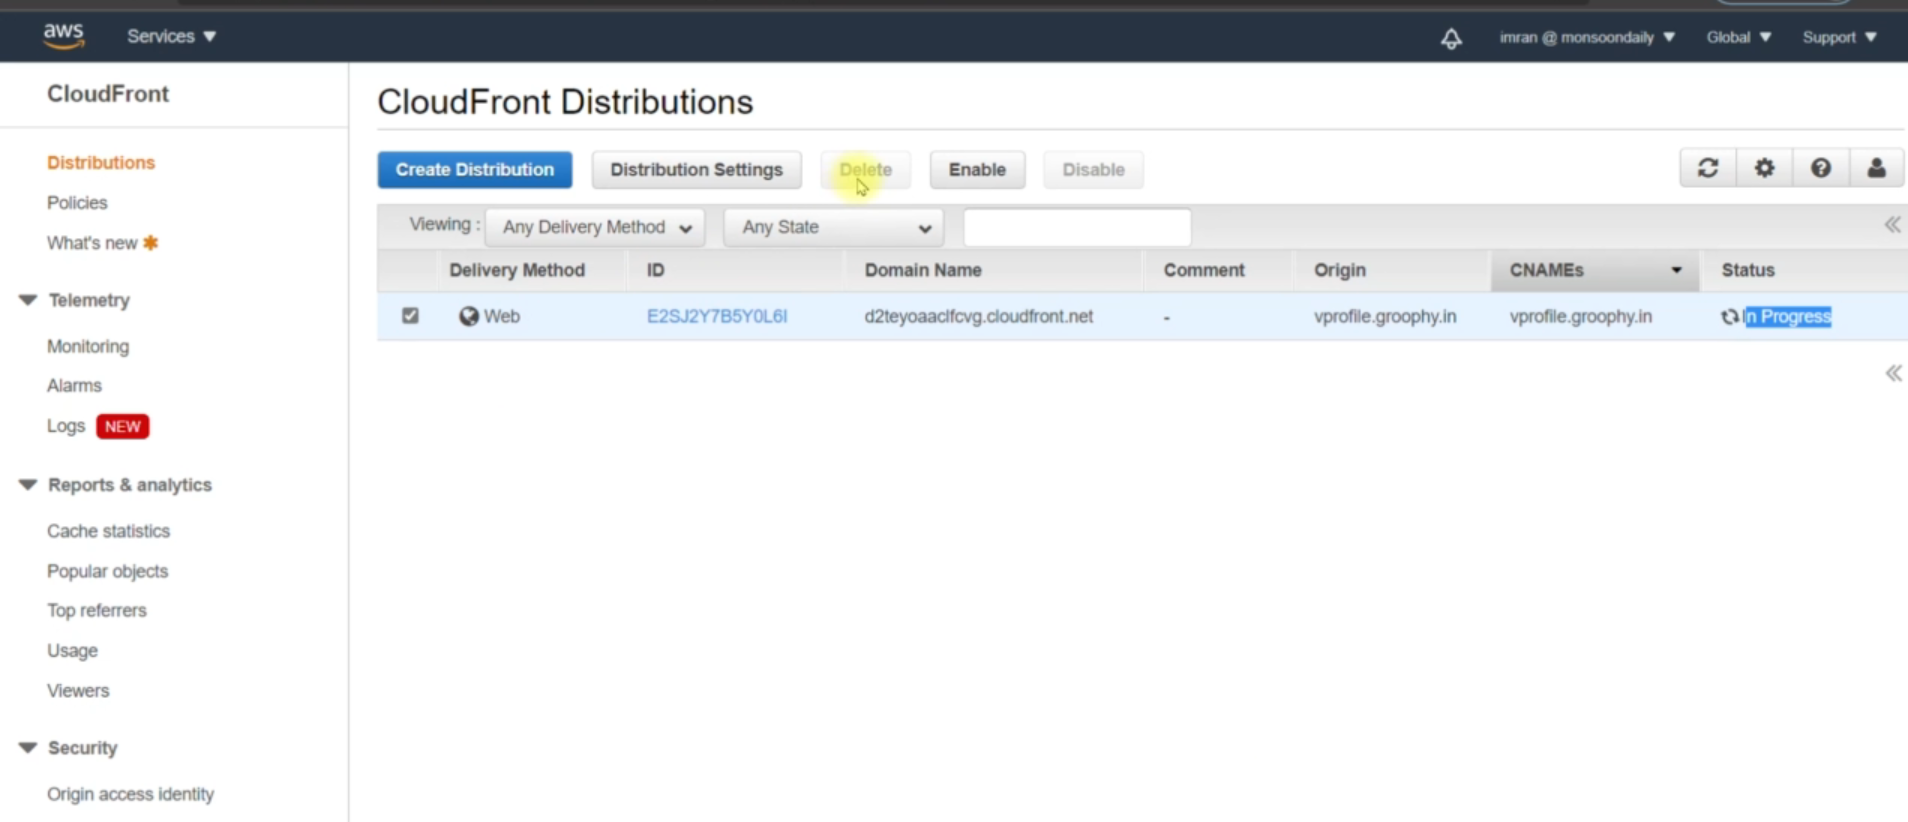 aws
Services
imran @ monsoondaily
Global
Support
CloudFront
Distributions
Policies
What's new
Telemetry
Monitoring
Alarms
Logs NEW
Reports & analytics
Cache statistics
Popular objects
Top referrers
Usage
Viewers
Security
Origin access identity
CloudFront Distributions
Create Distribution
Distribution Settings
Delete
Enable
Disable
Viewing : Any Delivery Method Any State
Delivery Method ID Domain Name Comment Origin CNAMEs Status
Web E2SJ2Y7B5Y0L6I d2teyoaaclfcvg.cloudfront.net - vprofile.groophy.in vprofile.groophy.in In Progress